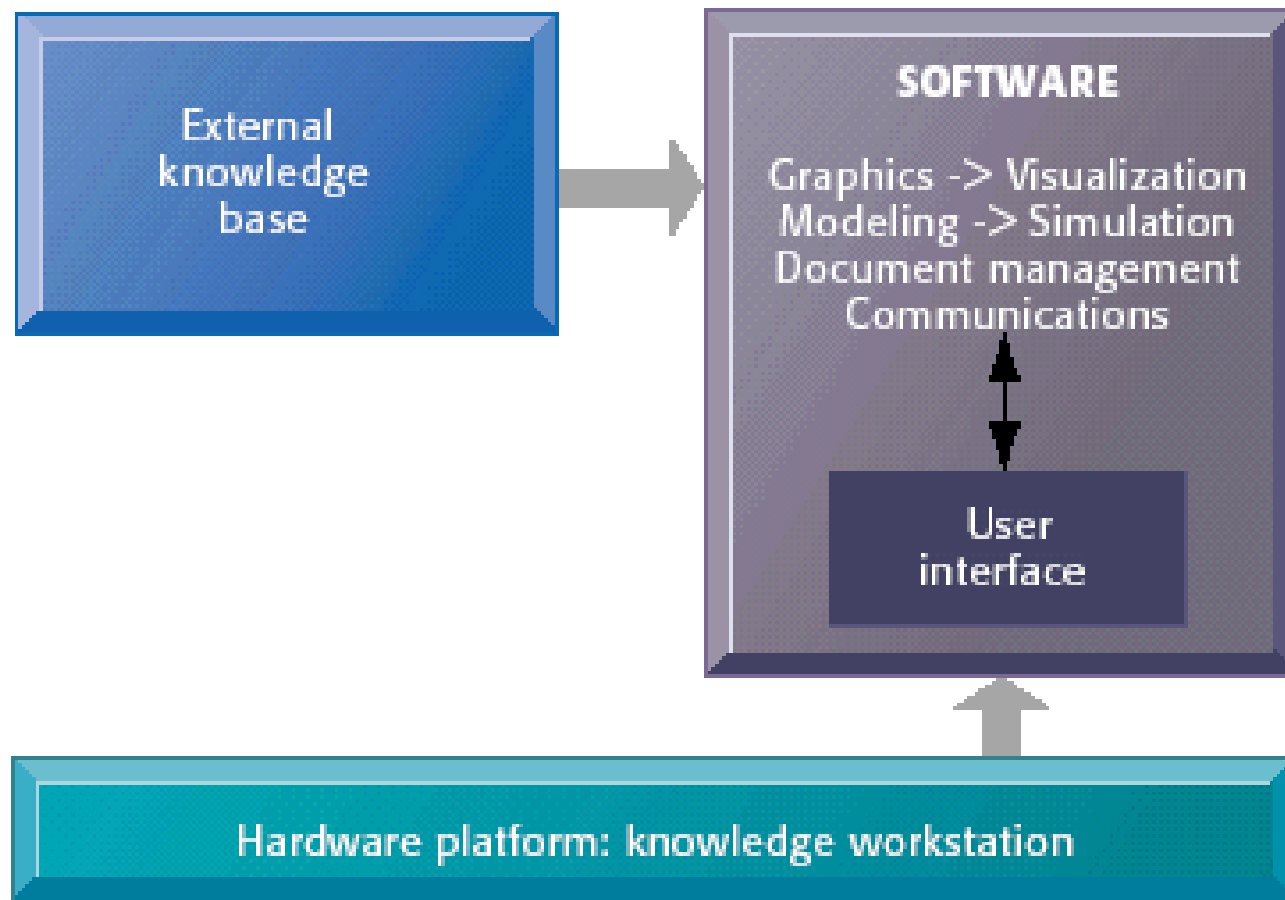 External
knowledge
base
SOFTWARE
Graphics -> Visualization
Modeling -> Simulation
Document management
Communications
User
interface
Hardware platform: knowledge workstation